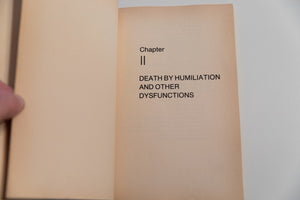 Chapter
II
DEATH BY HUMILIATION
AND OTHER
DYSFUNCTIONS